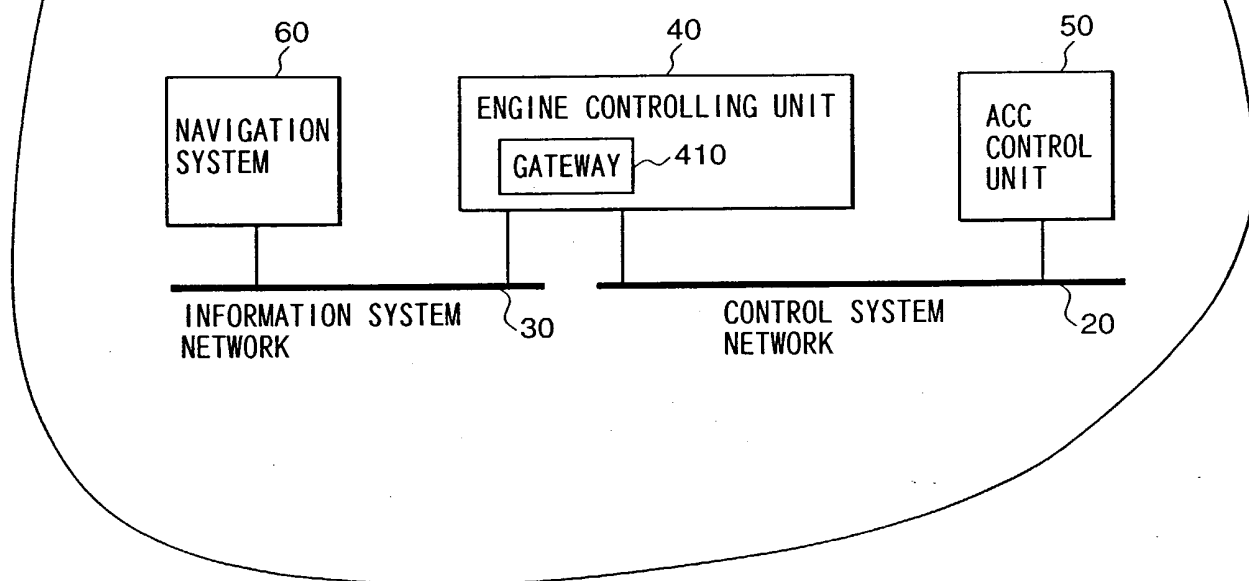 60
40
50
NAVIGATION
SYSTEM
ENGINE CONTROLLING UNIT
GATEWAY
410
ACC
CONTROL
UNIT
INFORMATION SYSTEM
NETWORK
30
CONTROL SYSTEM
NETWORK
20